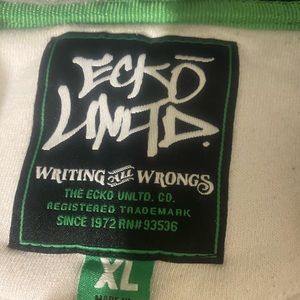 ECKŌ
UNLTD.
WRITING ALL WRONGS
THE ECKO UNLTD. CO.
REGISTERED TRADEMARK
SINCE 1972 RN# 93536
XL